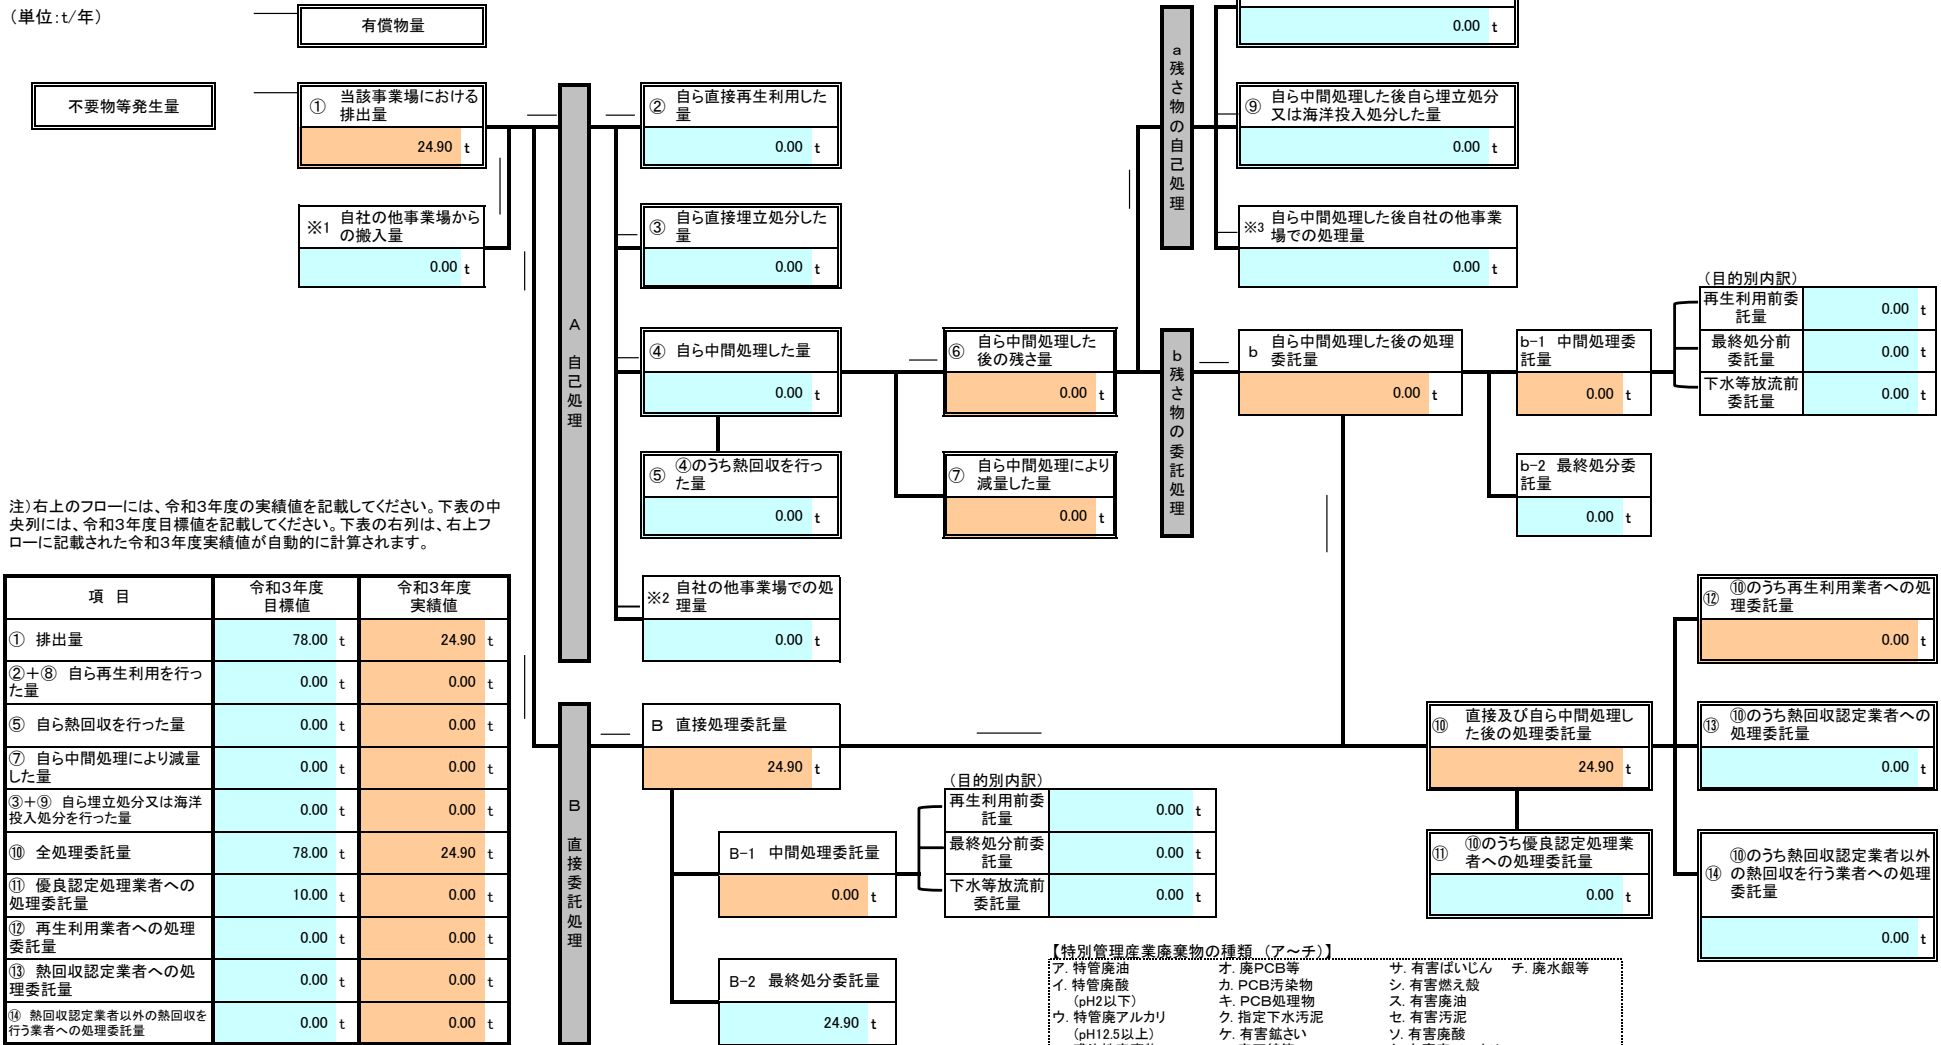 （単位:t/年）
有償物量
0.00 t
不要物等発生量
① 当該事業場における
排出量
24.90 t
※1 自社の他事業場から
の搬入量
0.00 t
A 自己処理
② 自ら直接再生利用した
量
0.00 t
③ 自ら直接埋立処分した
量
0.00 t
④ 自ら中間処理した量
0.00 t
⑤ ④のうち熱回収を行っ
た量
0.00 t
※2 自社の他事業場での処
理量
0.00 t
⑥ 自ら中間処理した
後の残さ量
0.00 t
⑦ 自ら中間処理により
減量した量
0.00 t
a 残さ物の自己処理
⑨ 自ら中間処理した後自ら埋立処分
又は海洋投入処分した量
0.00 t
※3 自ら中間処理した後自社の他事業
場での処理量
0.00 t
b 残さ物の委託処理
b 自ら中間処理した後の処理
委託量
0.00 t
b-1 中間処理委
託量
0.00 t
b-2 最終処分委
託量
0.00 t
（目的別内訳）
再生利用前委
託量 0.00 t
最終処分前
委託量 0.00 t
下水等放流前
委託量 0.00 t
注）右上のフローには、令和3年度の実績値を記載してください。下表の中
央列には、令和3年度目標値を記載してください。下表の右列は、右上フ
ローに記載された令和3年度実績値が自動的に計算されます。
項 目 令和3年度
目標値 令和3年度
実績値
① 排出量 78.00 t 24.90 t
②＋⑧ 自ら再生利用を行っ
た量 0.00 t 0.00 t
⑤ 自ら熱回収を行った量 0.00 t 0.00 t
⑦ 自ら中間処理により減量
した量 0.00 t 0.00 t
③＋⑨ 自ら埋立処分又は海洋
投入処分を行った量 0.00 t 0.00 t
⑩ 全処理委託量 78.00 t 24.90 t
⑪ 優良認定処理業者への
処理委託量 10.00 t 0.00 t
⑫ 再生利用業者への処理
委託量 0.00 t 0.00 t
⑬ 熱回収認定業者への処
理委託量 0.00 t 0.00 t
⑭ 熱回収認定業者以外の熱回収を
行う業者への処理委託量 0.00 t 0.00 t
B 直接委託処理
B 直接処理委託量
24.90 t
B-1 中間処理委託量
0.00 t
B-2 最終処分委託量
24.90 t
（目的別内訳）
再生利用前委
託量 0.00 t
最終処分前委
託量 0.00 t
下水等放流前
委託量 0.00 t
⑩ 直接及び自ら中間処理し
た後の処理委託量
24.90 t
⑪ ⑩のうち優良認定処理業
者への処理委託量
0.00 t
⑫ ⑩のうち再生利用業者への処
理委託量
0.00 t
⑬ ⑩のうち熱回収認定業者への
処理委託量
0.00 t
⑭ ⑩のうち熱回収認定業者以外
の熱回収を行う業者への処理
委託量
0.00 t
【特別管理産業廃棄物の種類 （ア～チ）】
ア. 特管廃油 オ. 廃PCB等 サ. 有害ばいじん チ. 廃水銀等
イ. 特管廃酸 カ. PCB汚染物 シ. 有害燃え殻
（pH2以下） キ. PCB処理物 ス. 有害廃油
ウ. 特管廃アルカリ ク. 指定下水汚泥 セ. 有害汚泥
（pH12.5以上） ケ. 有害鉱さい ソ. 有害廃酸